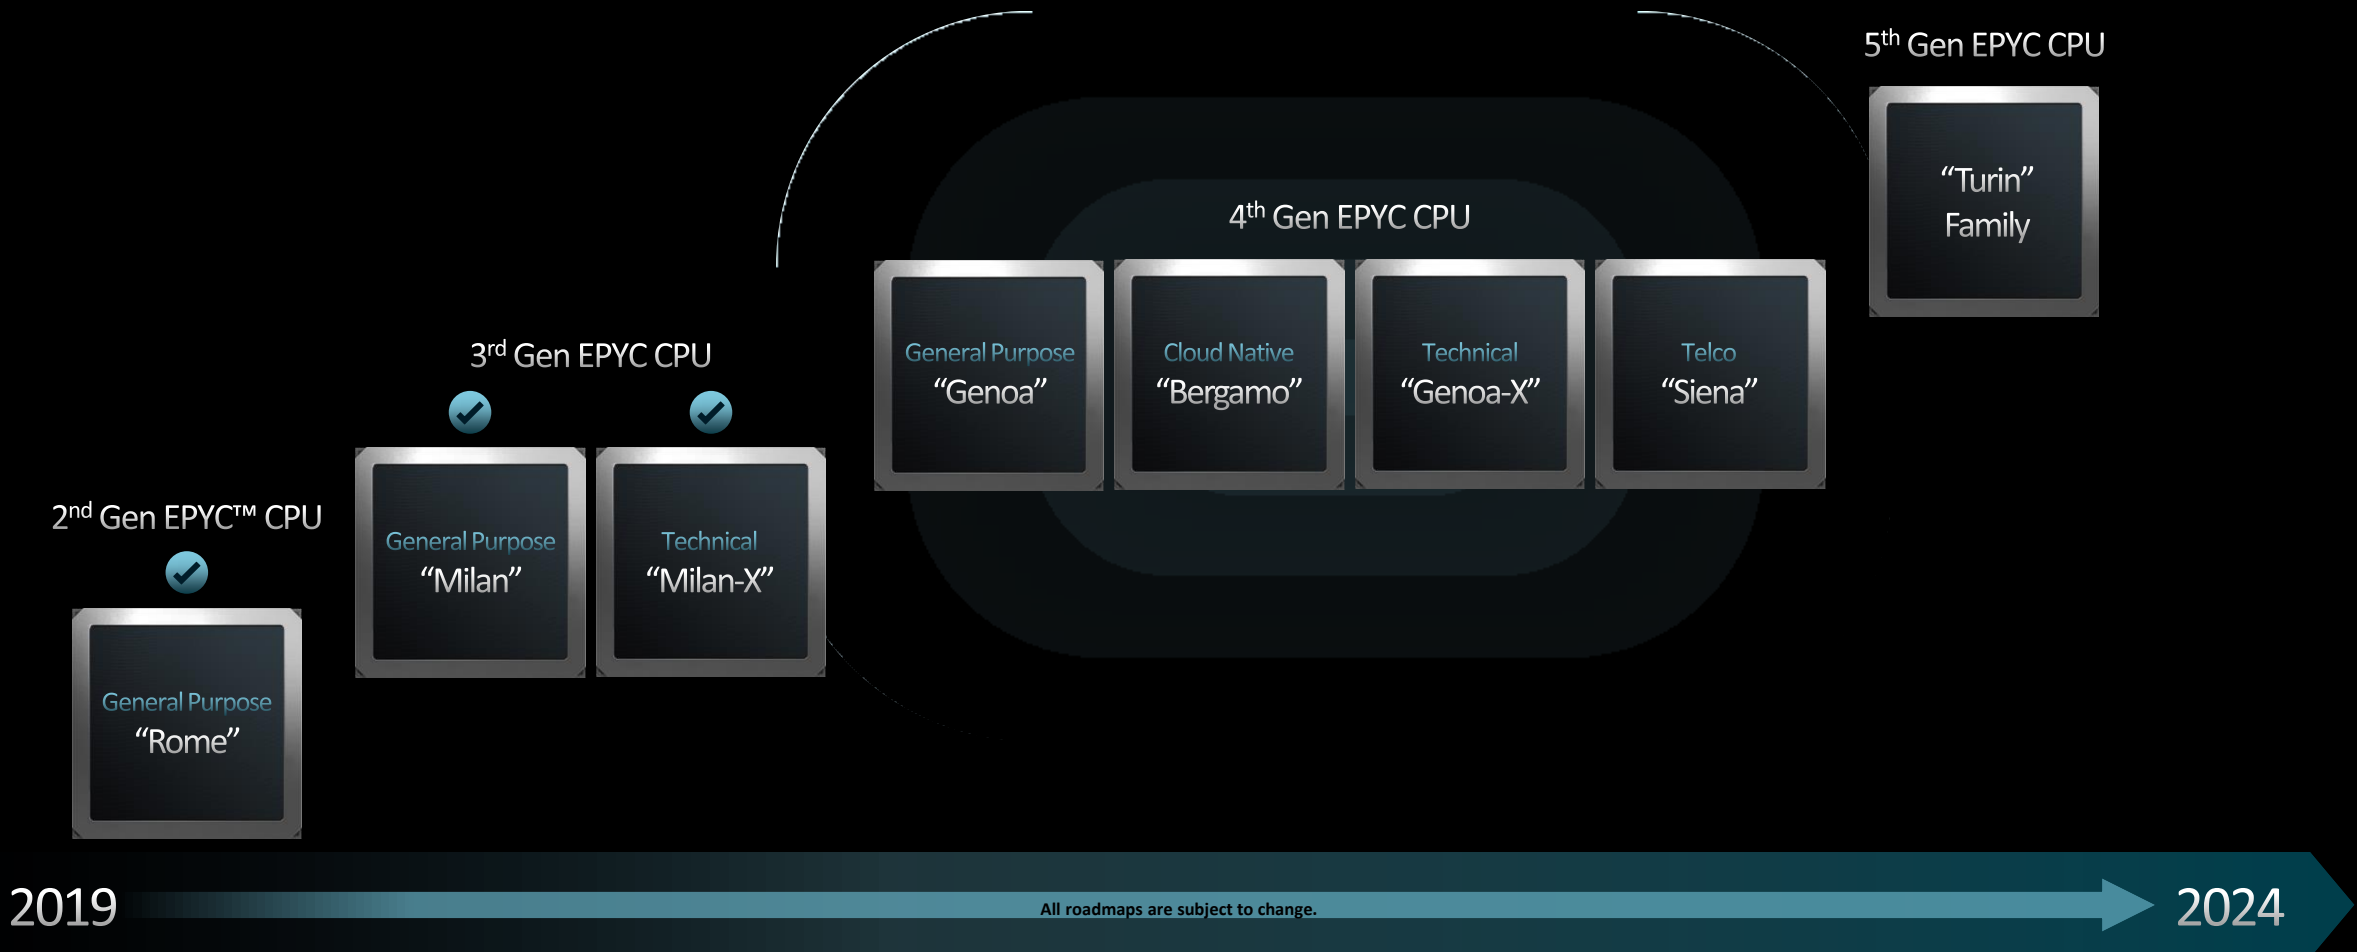 5th Gen EPYC CPU
“Turin”
Family
4th Gen EPYC CPU
General Purpose
“Genoa”
Cloud Native
“Bergamo”
Technical
“Genoa-X”
Telco
“Siena”
3rd Gen EPYC CPU
General Purpose
“Milan”
Technical
“Milan-X”
2nd Gen EPYC™ CPU
General Purpose
“Rome”
2019
All roadmaps are subject to change.
2024